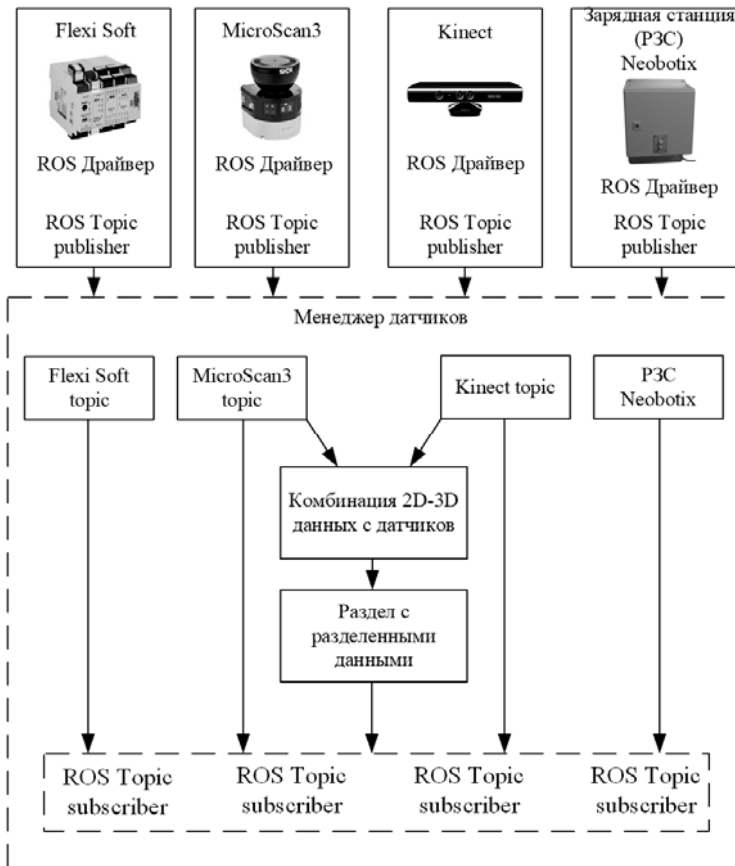 Flexi Soft
ROS Драйвер
ROS Topic
publisher
MicroScan3
SICK
ROS Драйвер
ROS Topic
publisher
Kinect
ROS Драйвер
ROS Topic
publisher
Зарядная станция
(РЗС)
Neobotix
ROS Драйвер
ROS Topic
publisher
Менеджер датчиков
Flexi Soft
topic
MicroScan3
topic
Kinect topic
РЗС
Neobotix
Комбинация 2D-3D
данных с датчиков
Раздел с
разделенными
данными
ROS Topic
subscriber
ROS Topic
subscriber
ROS Topic
subscriber
ROS Topic
subscriber